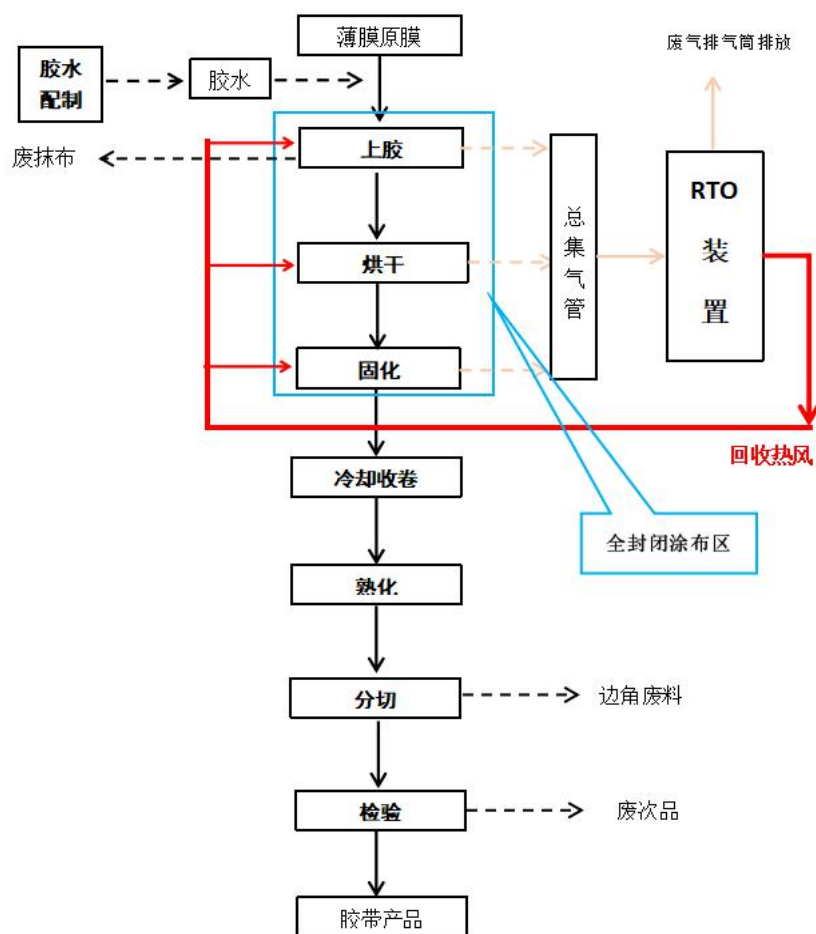 薄膜原膜
废气排气筒排放
胶水
配制
胶水
上胶
废抹布
总
集
气
管
RTO
装
置
烘干
固化
回收热风
冷却收卷
全封闭涂布区
熟化
分切
边角废料
检验
废次品
胶带产品